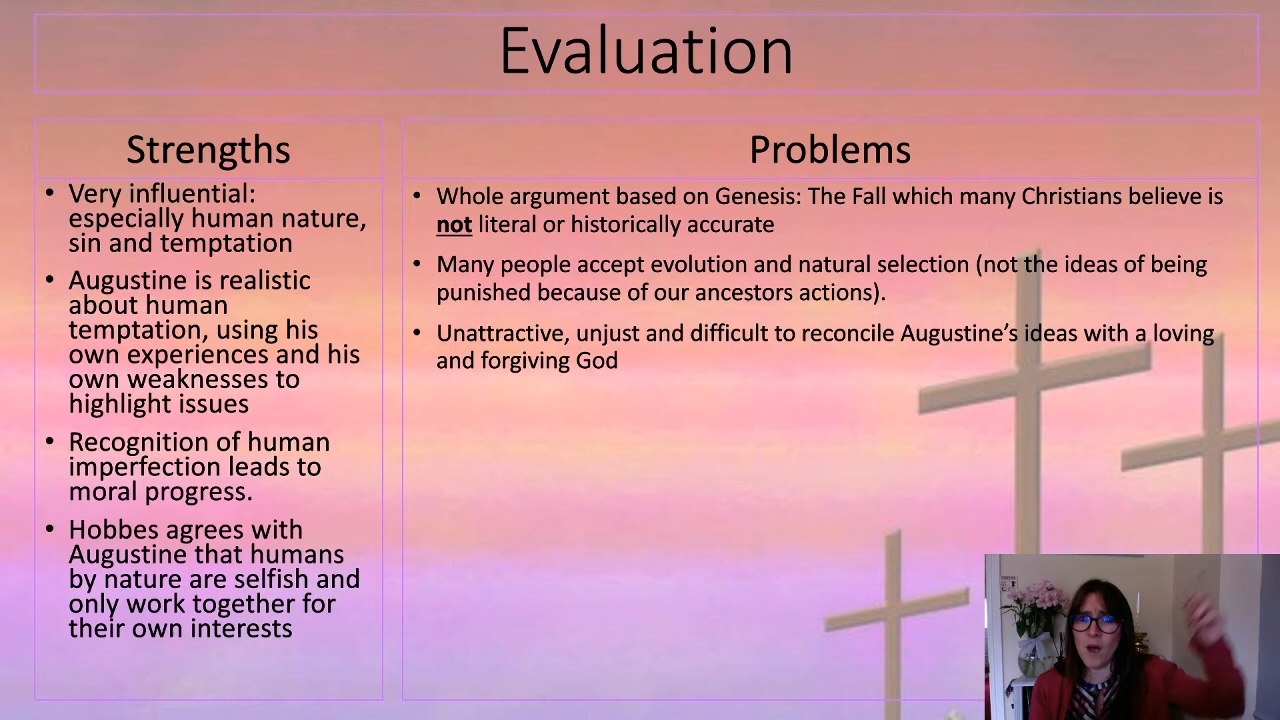 Evaluation
Strengths
• Very influential:
especially human nature,
sin and temptation
• Augustine is realistic
about human
temptation, using his
own experiences and his
own weaknesses to
highlight issues
• Recognition of human
imperfection leads to
moral progress.
• Hobbes agrees with
Augustine that humans
by nature are selfish and
only work together for
their own interests
Problems
• Whole argument based on Genesis: The Fall which many Christians believe is
not literal or historically accurate
• Many people accept evolution and natural selection (not the ideas of being
punished because of our ancestors actions).
• Unattractive, unjust and difficult to reconcile Augustine’s ideas with a loving
and forgiving God